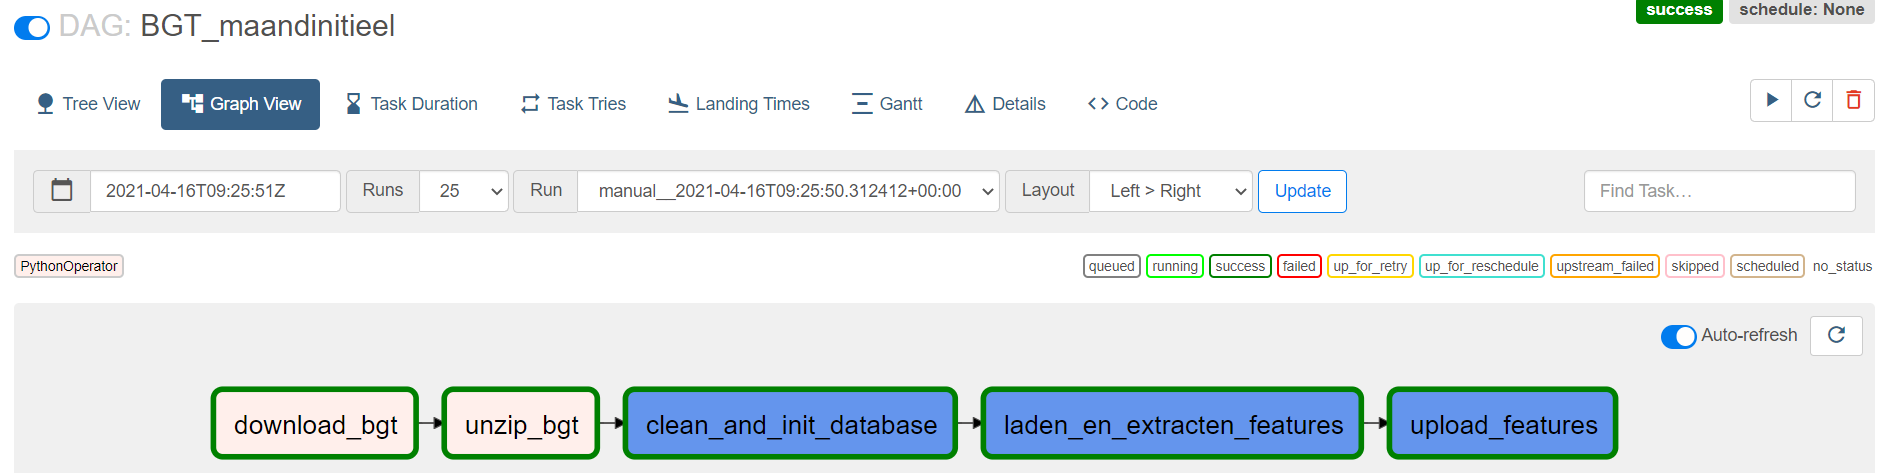 DAG: BGT_maandinitieel
success
schedule: None
Tree View
Graph View
Task Duration
Task Tries
Landing Times
Gantt
Details
Code
2021-04-16T09:25:51Z
Runs
25
Run
manual__2021-04-16T09:25:50.312412+00:00
Layout
Left > Right
Update
Find Task…
PythonOperator
queued
running
success
failed
up_for_retry
up_for_reschedule
upstream_failed
skipped
scheduled
no_status
Auto-refresh
download_bgt
unzip_bgt
clean_and_init_database
laden_en_extracten_features
upload_features